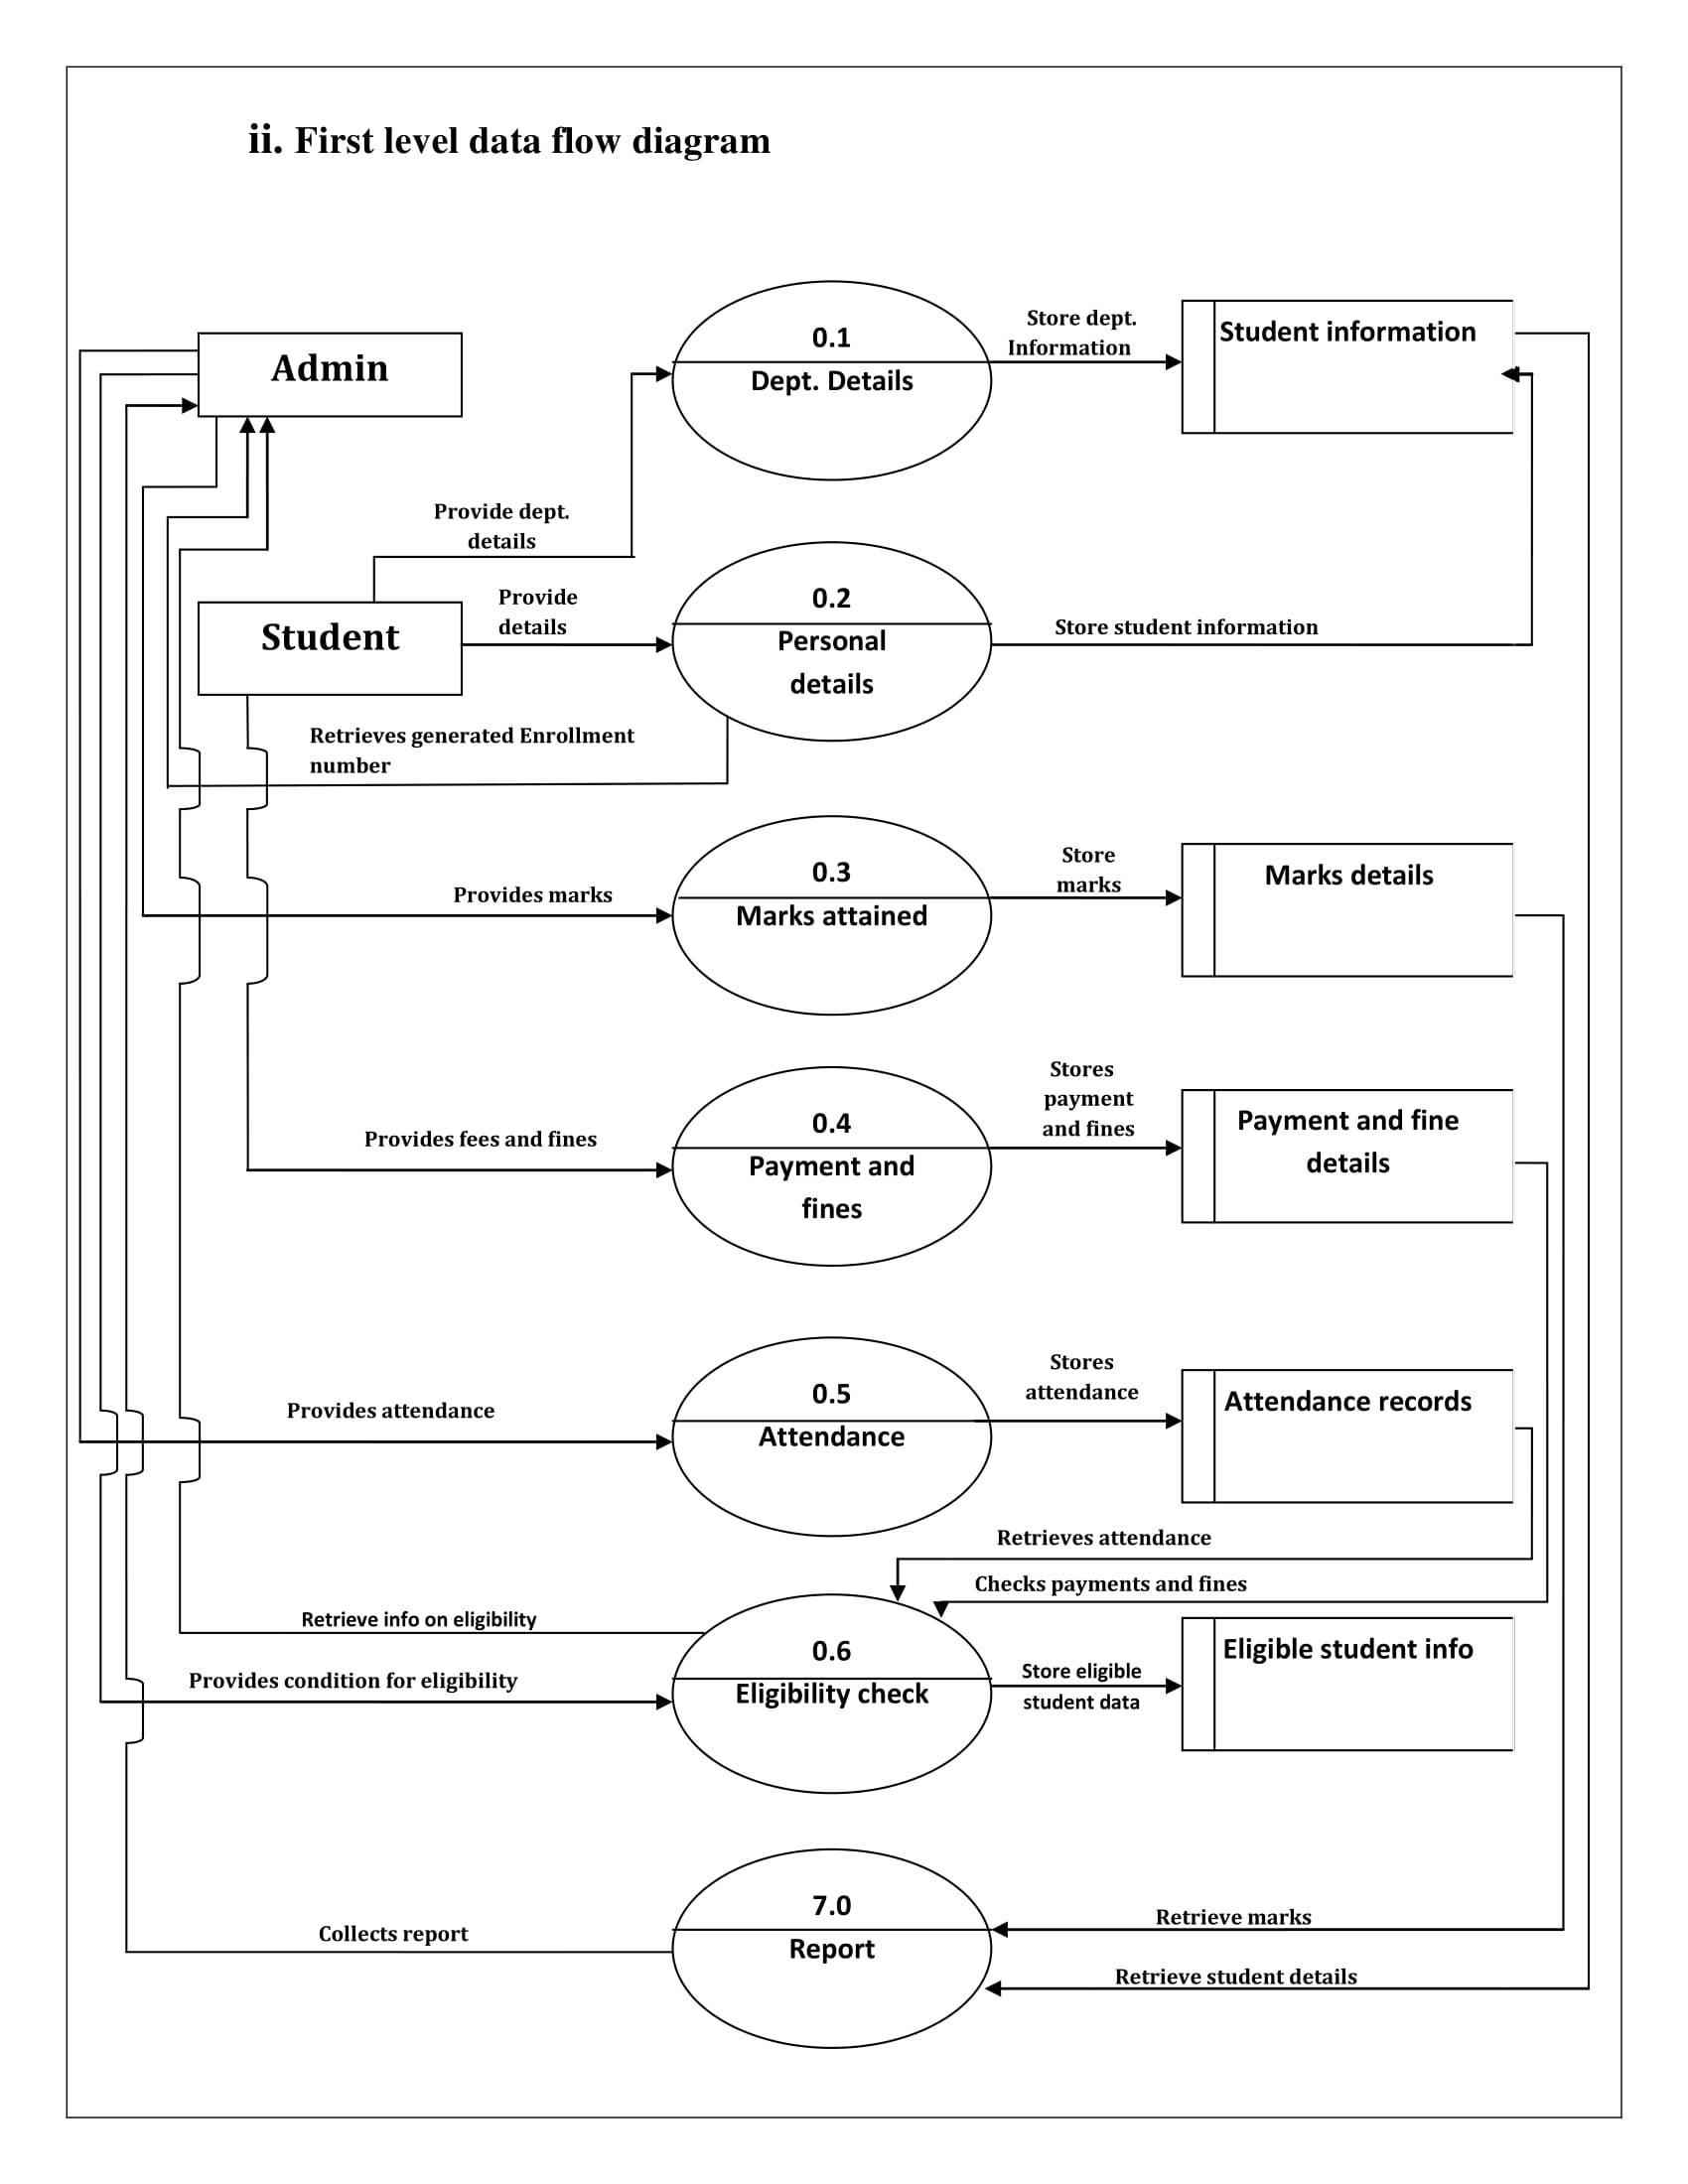 ii. First level data flow diagram
0.1
Dept. Details
Store dept.
Information
Student information
Admin
Provide dept.
details
Student
Provide
details
0.2
Personal
details
Store student information
Retrieves generated Enrollment
number
0.3
Marks attained
Store
marks
Marks details
Provides marks
0.4
Payment and
fines
Stores
payment
and fines
Payment and fine
details
Provides fees and fines
0.5
Attendance
Stores
attendance
Attendance records
Provides attendance
Retrieves attendance
Checks payments and fines
Retrieve info on eligibility
0.6
Eligibility check
Provides condition for eligibility
Store eligible
student data
Eligible student info
7.0
Report
Collects report
Retrieve marks
Retrieve student details